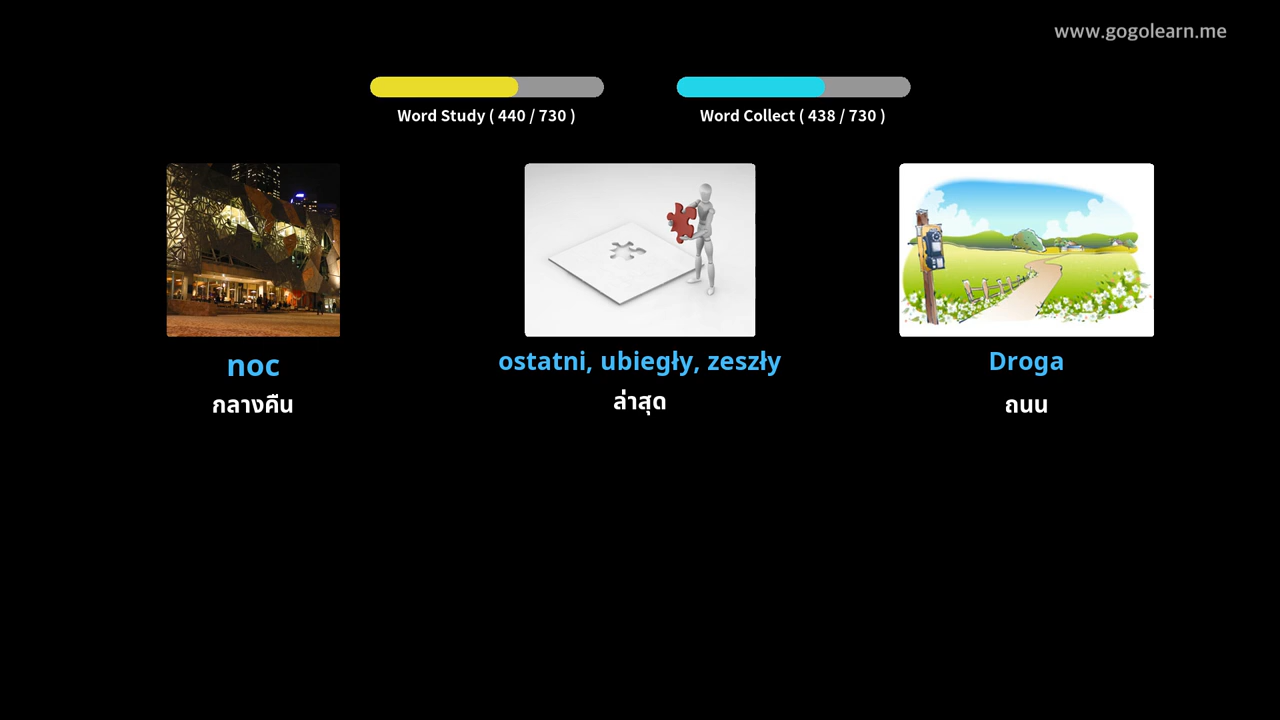 www.gogolearn.me
Word Study ( 440 / 730 )
Word Collect ( 438 / 730 )
noc
ostatni, ubiegły, zeszły
Droga
กลางคืน
ล่าสุด
ถนน